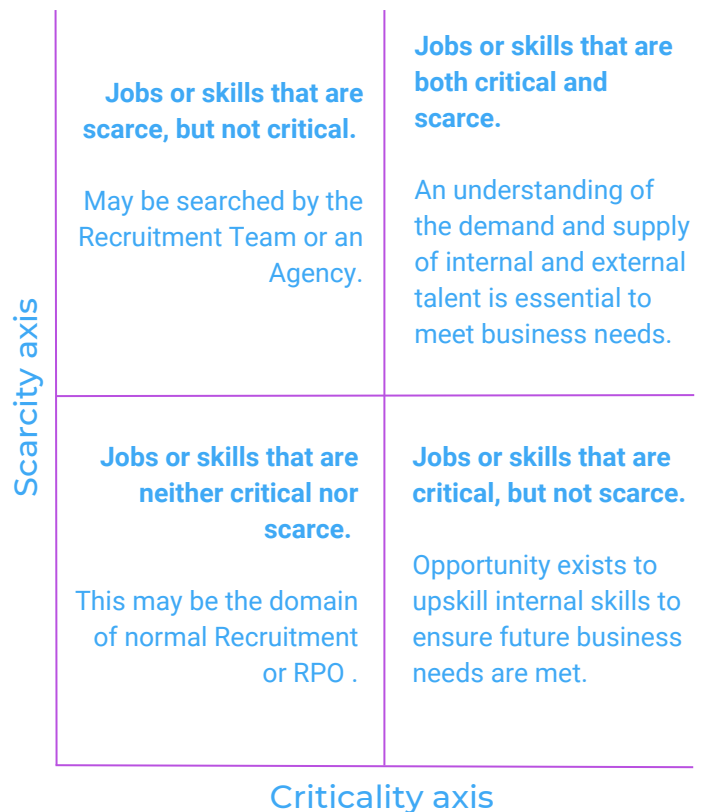 Jobs or skills that are
scarce, but not critical.
May be searched by the
Recruitment Team or an
Agency.
Jobs or skills that are
both critical and
scarce.
An understanding of
the demand and supply
of internal and external
talent is essential to
meet business needs.
Scarcity axis
Jobs or skills that are
neither critical nor
scarce.
This may be the domain
of normal Recruitment
or RPO .
Jobs or skills that are
critical, but not scarce.
Opportunity exists to
upskill internal skills to
ensure future business
needs are met.
Criticality axis